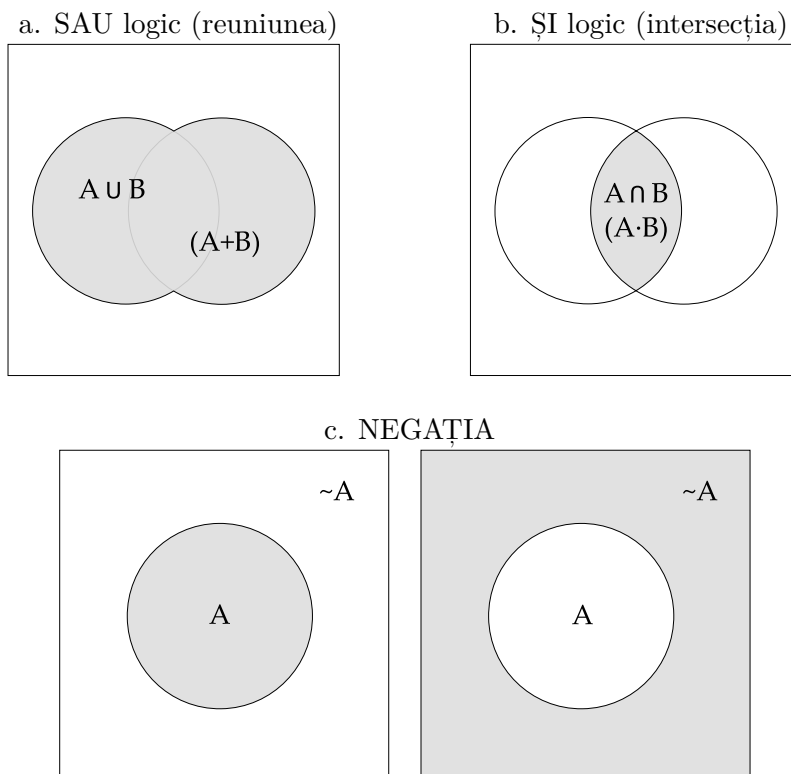 a. SAU logic (reuniunea)
b. ȘI logic (intersecția)
A ∪ B
(A+B)
A ∩ B
(A·B)
c. NEGAȚIA
~A
A
~A
A